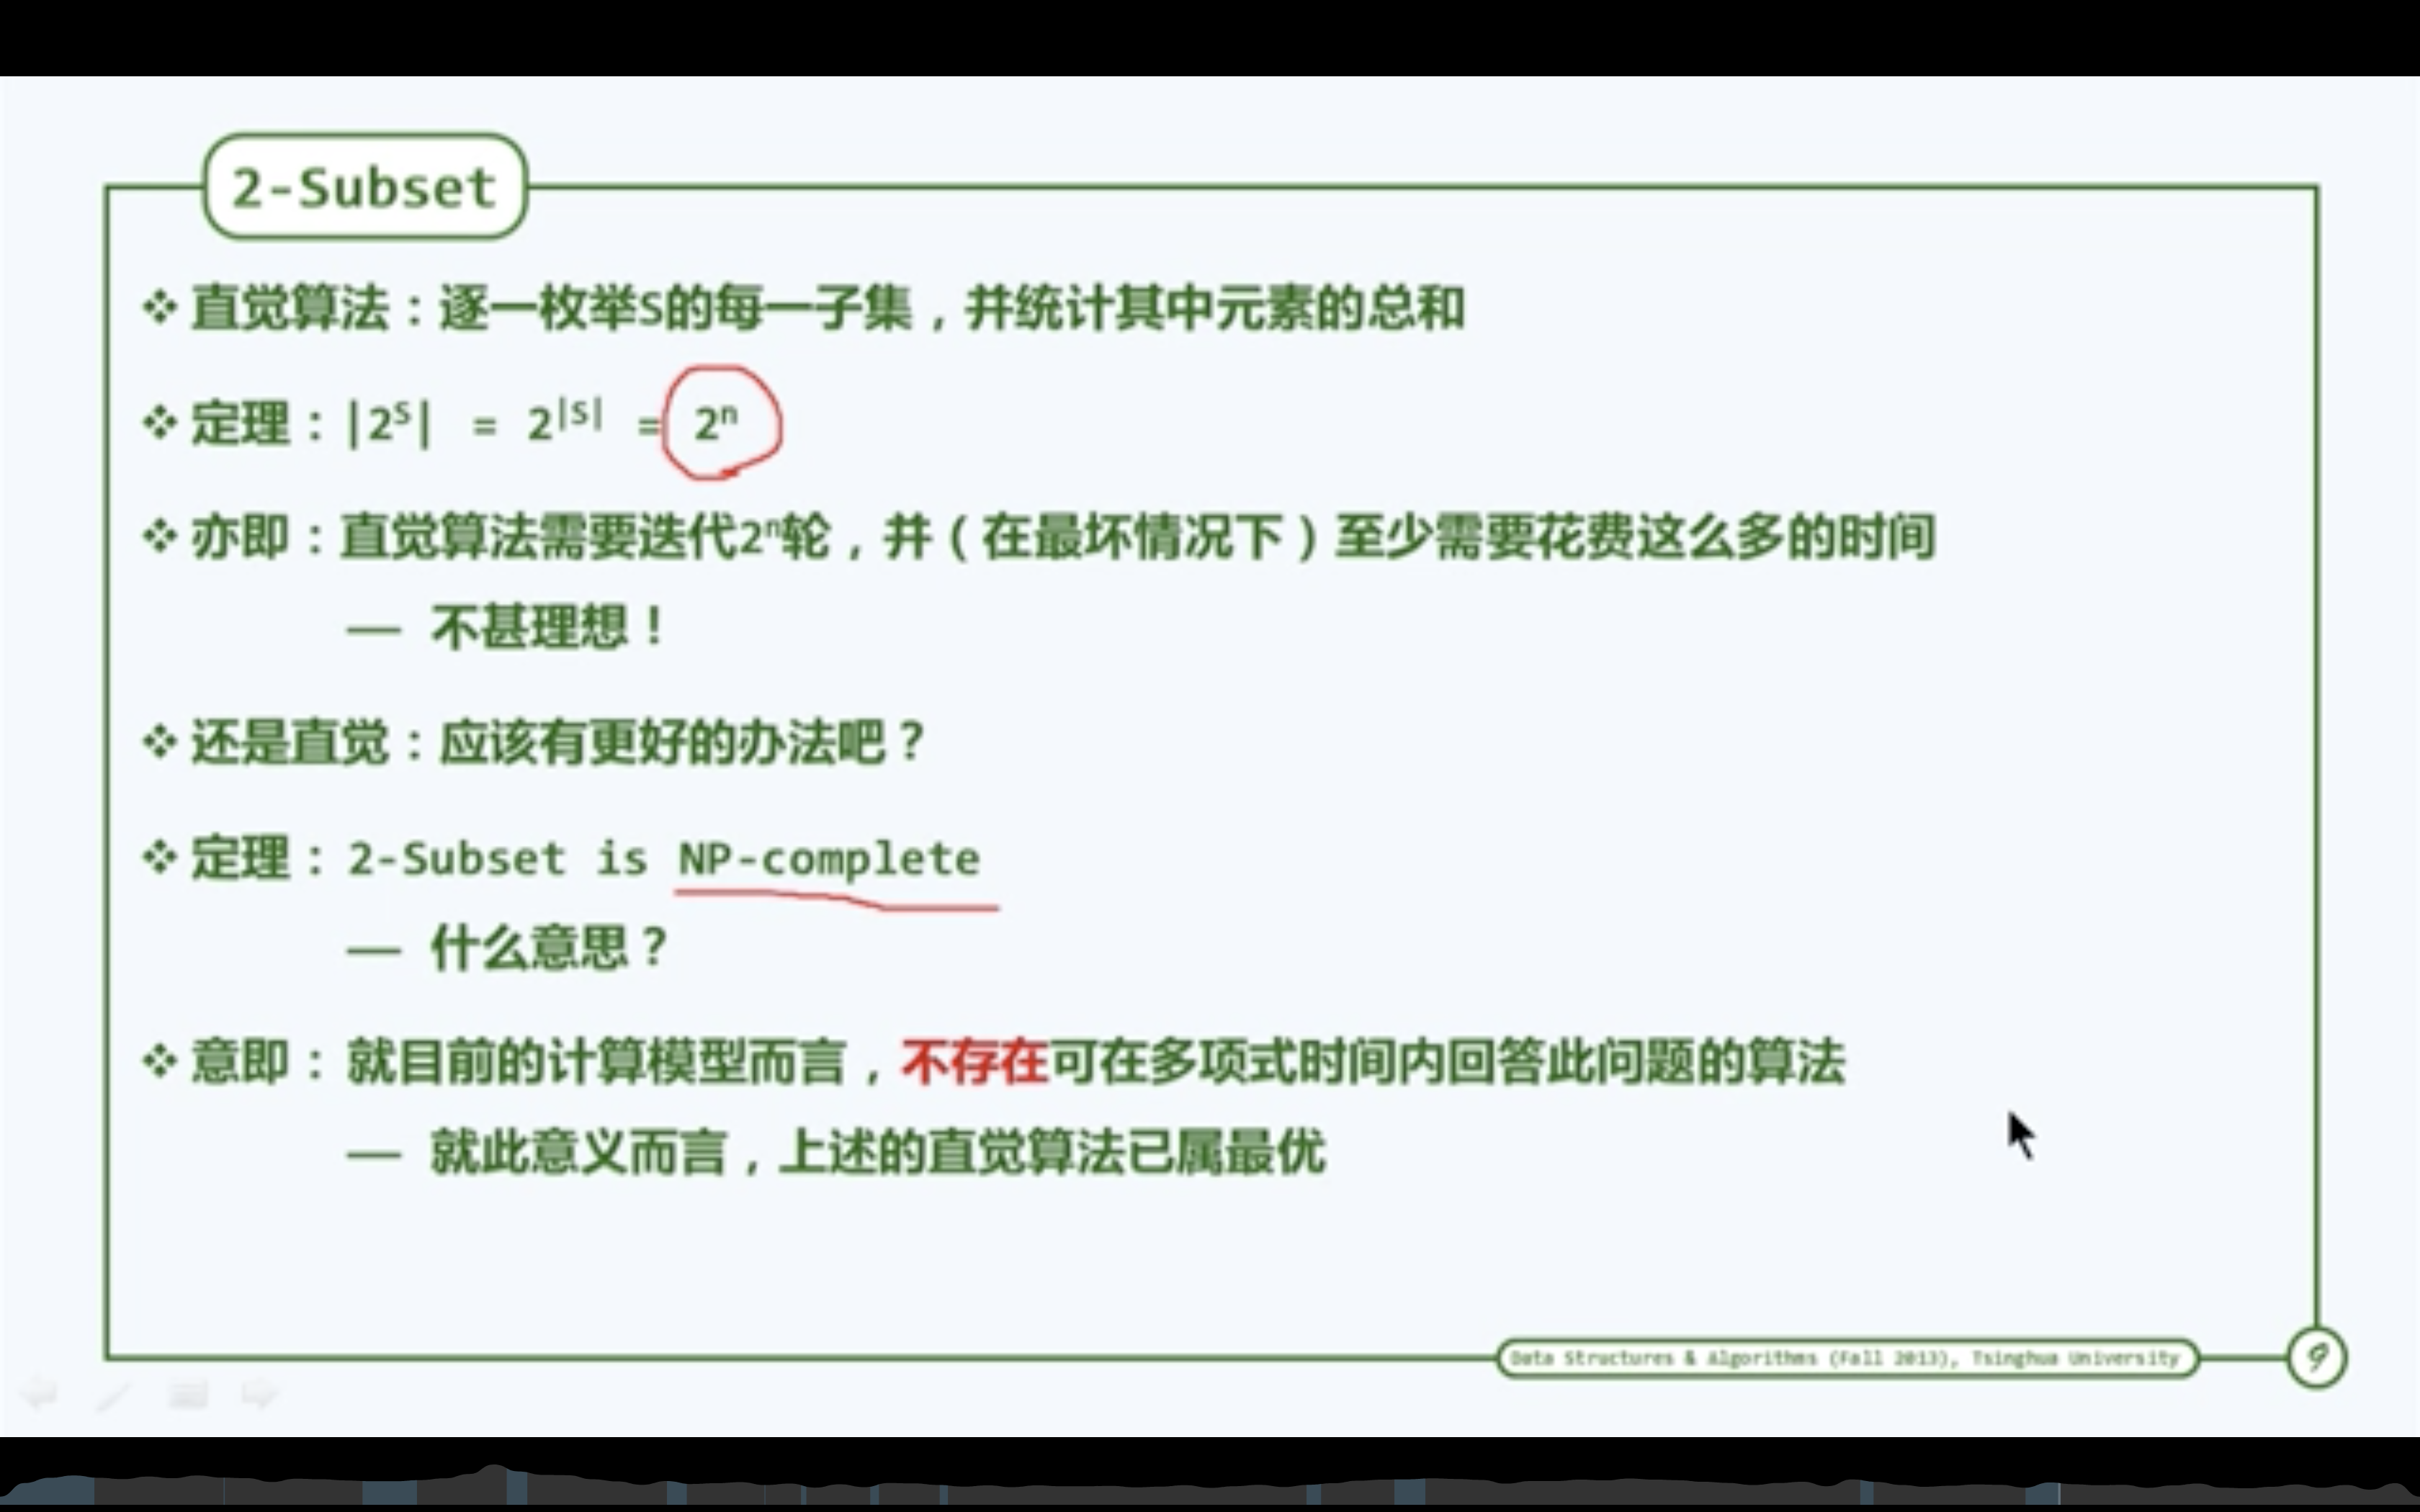 2-Subset
❖ 直觉算法：逐一枚举S的每一子集，并统计其中元素的总和
❖ 定理：|2ˢ| = 2^|S| = 2ⁿ
❖ 亦即：直觉算法需要迭代2ⁿ轮，并（在最坏情况下）至少需要花费这么多的时间
— 不甚理想！
❖ 还是直觉：应该有更好的办法吧？
❖ 定理：2-Subset is NP-complete
— 什么意思？
❖ 意即：就目前的计算模型而言，不存在可在多项式时间内回答此问题的算法
— 就此意义而言，上述的直觉算法已属最优
Data Structures & Algorithms (Fall 2013), Tsinghua University
9